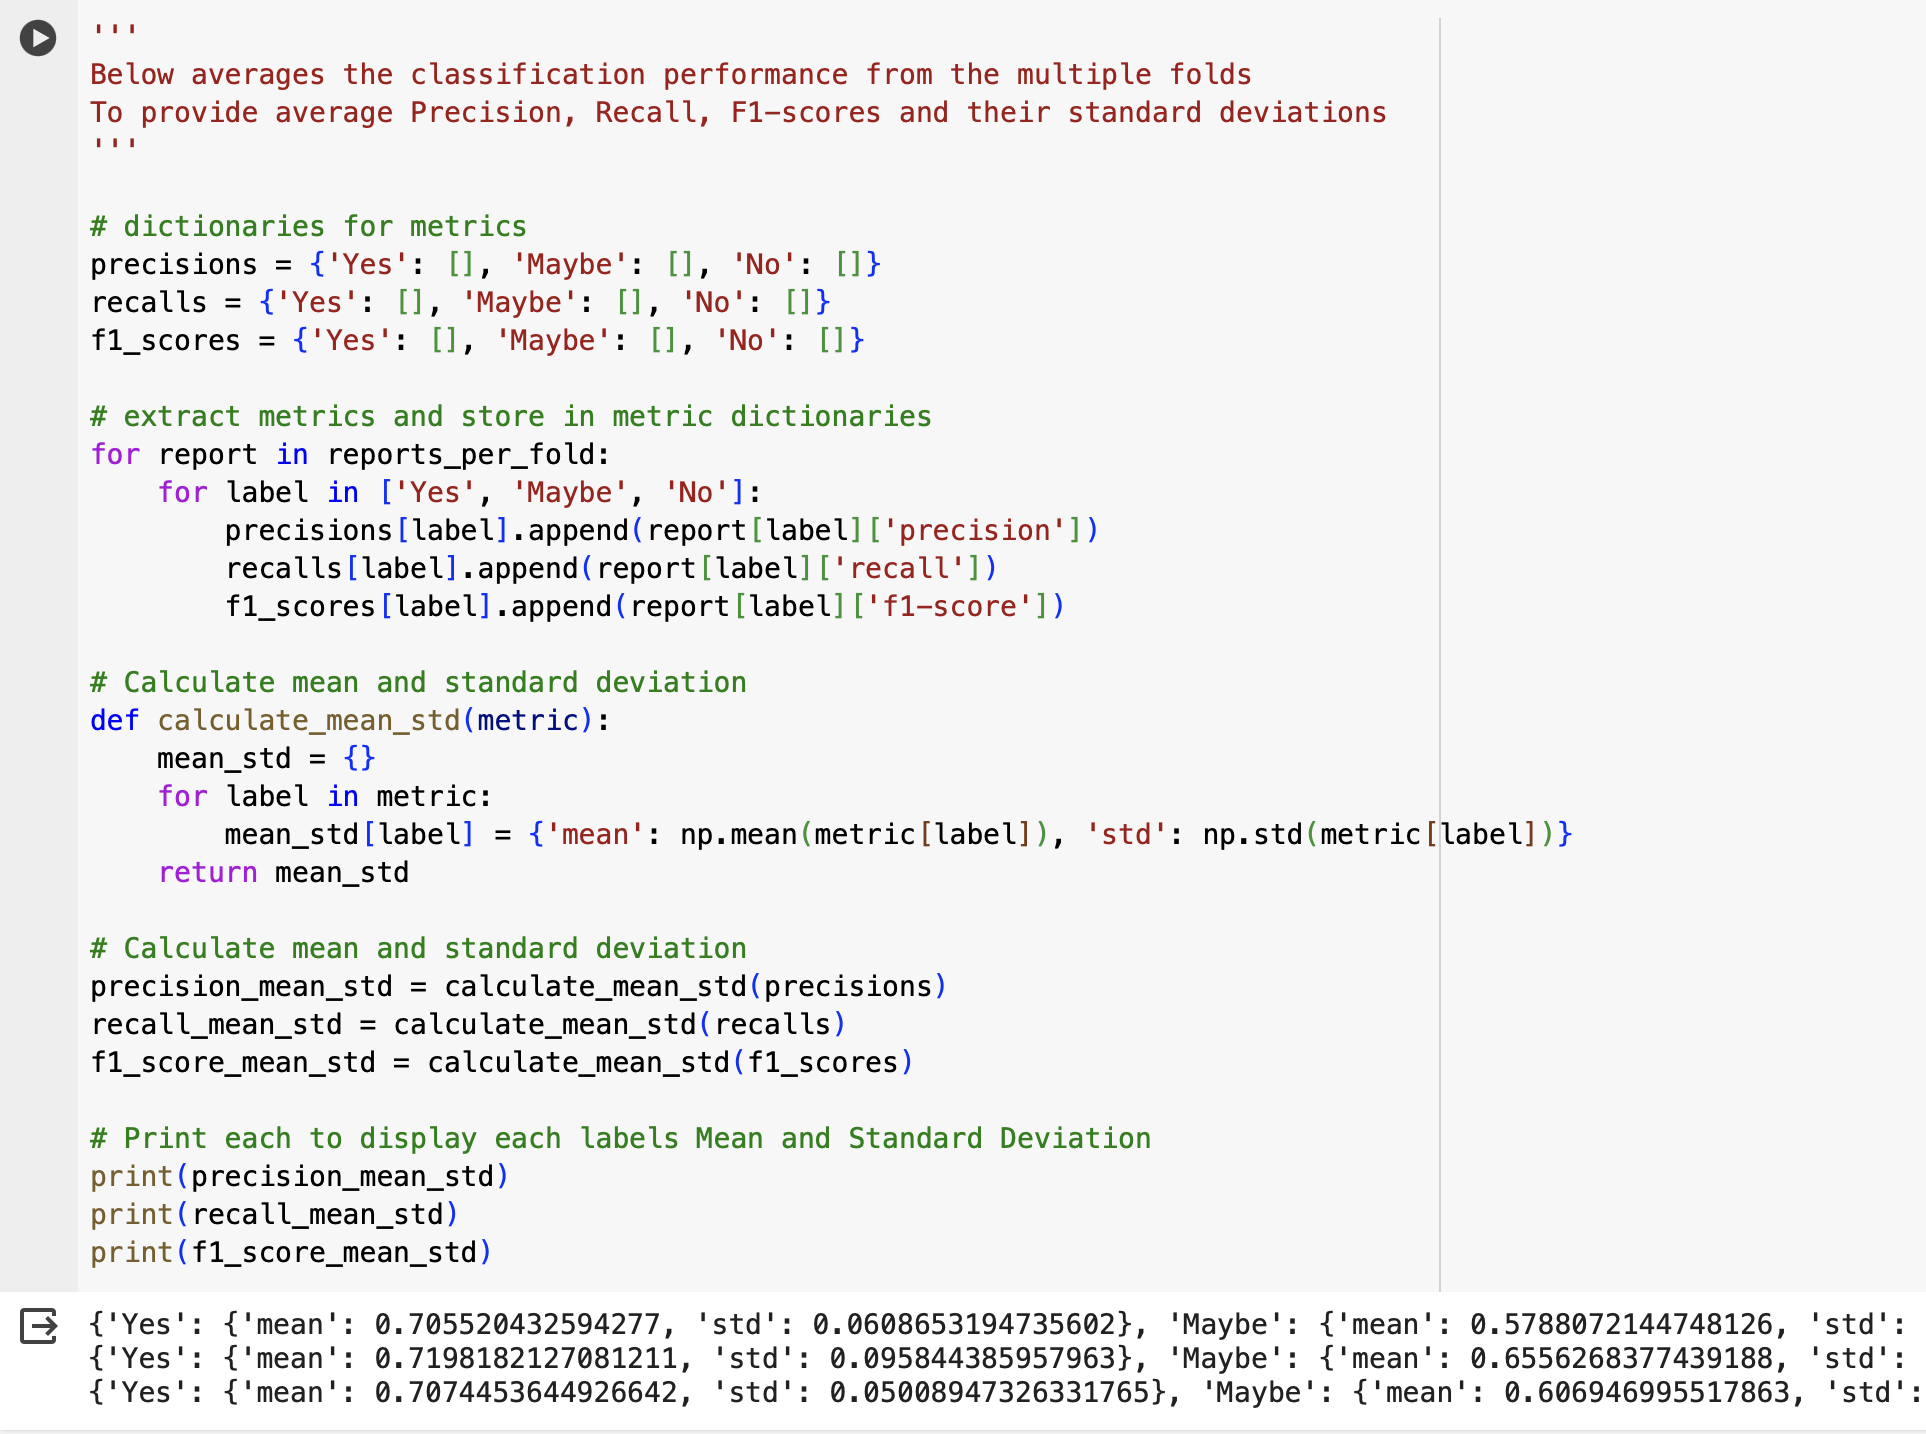 '''
Below averages the classification performance from the multiple folds
To provide average Precision, Recall, F1-scores and their standard deviations
'''
# dictionaries for metrics
precisions = {'Yes': [], 'Maybe': [], 'No': []}
recalls = {'Yes': [], 'Maybe': [], 'No': []}
f1_scores = {'Yes': [], 'Maybe': [], 'No': []}
# extract metrics and store in metric dictionaries
for report in reports_per_fold:
    for label in ['Yes', 'Maybe', 'No']:
        precisions[label].append(report[label]['precision'])
        recalls[label].append(report[label]['recall'])
        f1_scores[label].append(report[label]['f1-score'])
# Calculate mean and standard deviation
def calculate_mean_std(metric):
    mean_std = {}
    for label in metric:
        mean_std[label] = {'mean': np.mean(metric[label]), 'std': np.std(metric[label])}
    return mean_std
# Calculate mean and standard deviation
precision_mean_std = calculate_mean_std(precisions)
recall_mean_std = calculate_mean_std(recalls)
f1_score_mean_std = calculate_mean_std(f1_scores)
# Print each to display each labels Mean and Standard Deviation
print(precision_mean_std)
print(recall_mean_std)
print(f1_score_mean_std)
{'Yes': {'mean': 0.705520432594277, 'std': 0.0608653194735602}, 'Maybe': {'mean': 0.5788072144748126, 'std':
{'Yes': {'mean': 0.7198182127081211, 'std': 0.095844385957963}, 'Maybe': {'mean': 0.6556268377439188, 'std':
{'Yes': {'mean': 0.7074453644926642, 'std': 0.05008947326331765}, 'Maybe': {'mean': 0.606946995517863, 'std':